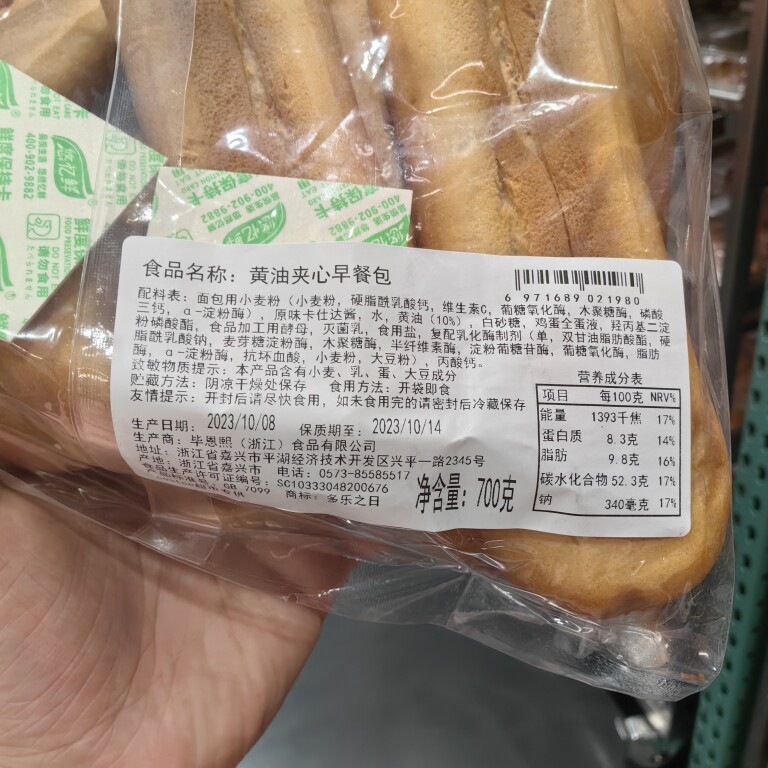 食品名称：黄油夹心早餐包
6 971689 021980
配料表：面包用小麦粉（小麦粉，硬脂酰乳酸钙，维生素C，葡糖氧化酶，木聚糖酶，磷酸
三钙，α-淀粉酶），原味卡仕达酱，水，黄油（10%），白砂糖，鸡蛋全蛋液，羟丙基二淀
粉磷酸酯，食品加工用酵母，灭菌乳，食用盐，复配乳化酶制剂（单，双甘油脂肪酸酯，硬
脂酰乳酸钠，麦芽糖淀粉酶，木聚糖酶，半纤维素酶，淀粉葡糖苷酶，葡糖氧化酶，脂肪
酶，α-淀粉酶，抗坏血酸，小麦粉，大豆粉），丙酸钙。
致敏物质提示：本产品含有小麦、乳、蛋、大豆成分
贮藏方法：阴凉干燥处保存 食用方法：开袋即食
友情提示：开封后请尽快食用，如未食用完的请密封后冷藏保存
生产日期：2023/10/08 保质期至：2023/10/14
生产商：毕恩熙（浙江）食品有限公司
地址：浙江省嘉兴市平湖经济技术开发区兴平一路2345号
产地：浙江省嘉兴市 电话：0573-85585517
食品生产许可证编号：SC10333048200676
产品标准号：GB 7099 商标：多乐之日
净含量：700克
营养成分表
项目 每100克 NRV%
能量 1393千焦 17%
蛋白质 8.3克 14%
脂肪 9.8克 16%
碳水化合物 52.3克 17%
钠 340毫克 17%
悠忆鲜
400-902-9882
鲜度保持卡
DO NOT EAT
请勿食用